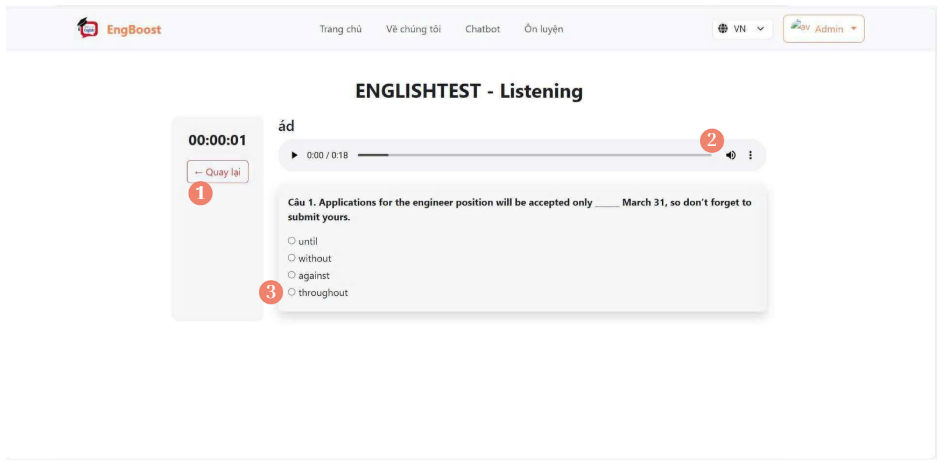 EngBoost
Trang chủ Về chúng tôi Chatbot Ôn luyện
VN
av Admin
ENGLISHTEST - Listening
00:00:01
← Quay lại
1
ád
2
0:00 / 0:18
Câu 1. Applications for the engineer position will be accepted only _____ March 31, so don't forget to
submit yours.
until
without
against
3 throughout